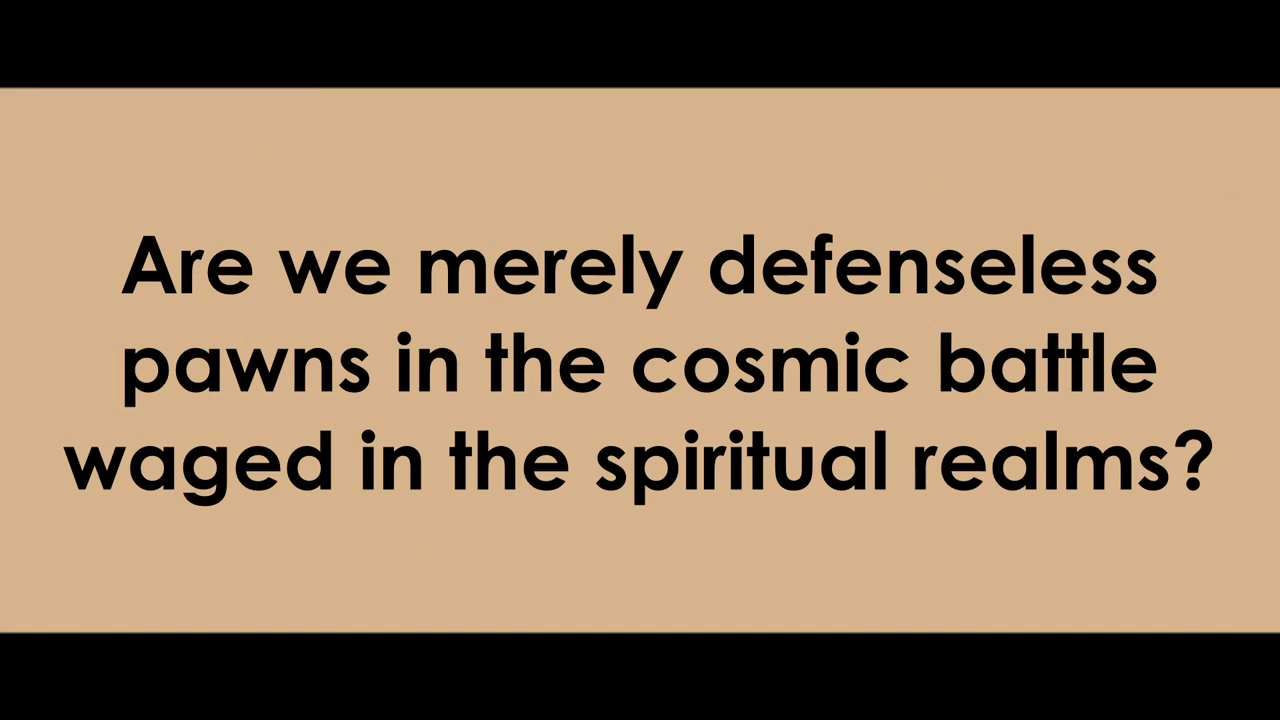 Are we merely defenseless
pawns in the cosmic battle
waged in the spiritual realms?